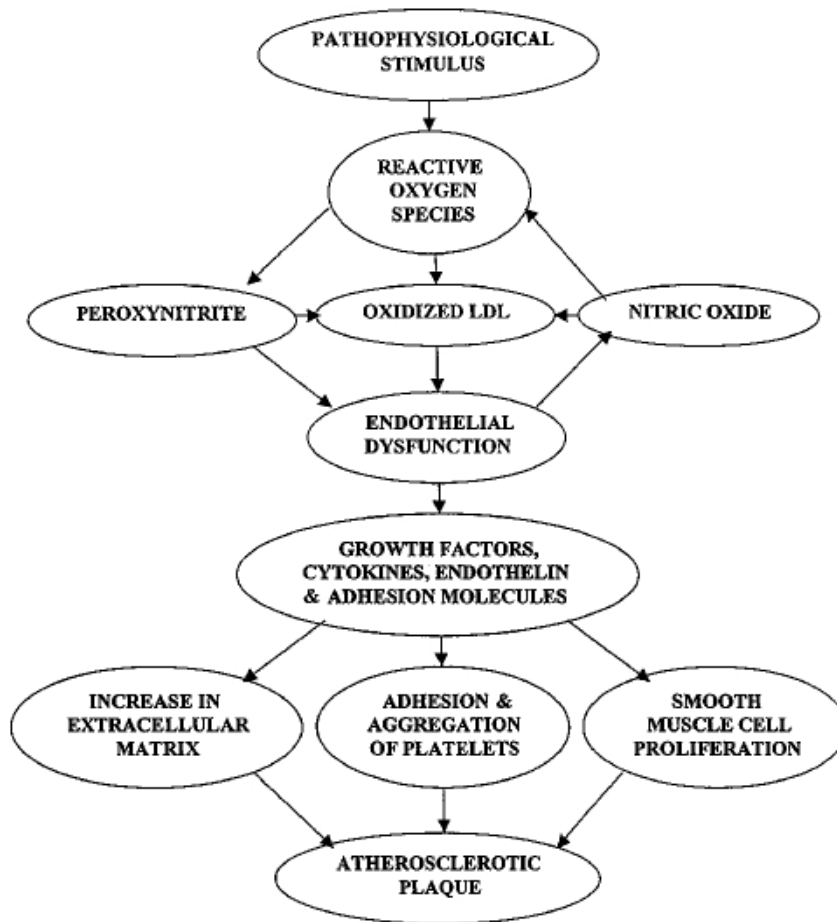 PATHOPHYSIOLOGICAL
STIMULUS
REACTIVE
OXYGEN
SPECIES
PEROXYNITRITE
OXIDIZED LDL
NITRIC OXIDE
ENDOTHELIAL
DYSFUNCTION
GROWTH FACTORS,
CYTOKINES, ENDOTHELIN
& ADHESION MOLECULES
INCREASE IN
EXTRACELLULAR
MATRIX
ADHESION &
AGGREGATION
OF PLATELETS
SMOOTH
MUSCLE CELL
PROLIFERATION
ATHEROSCLEROTIC
PLAQUE